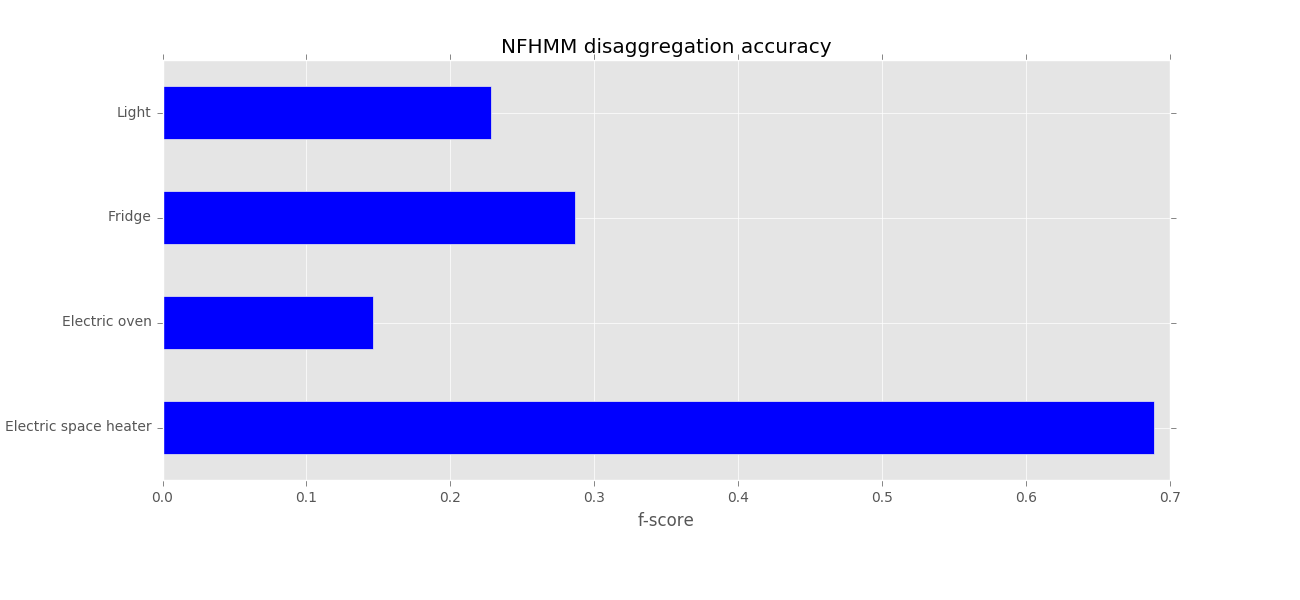 NFHMM disaggregation accuracy
Light
Fridge
Electric oven
Electric space heater
0.0 0.1 0.2 0.3 0.4 0.5 0.6 0.7
f-score